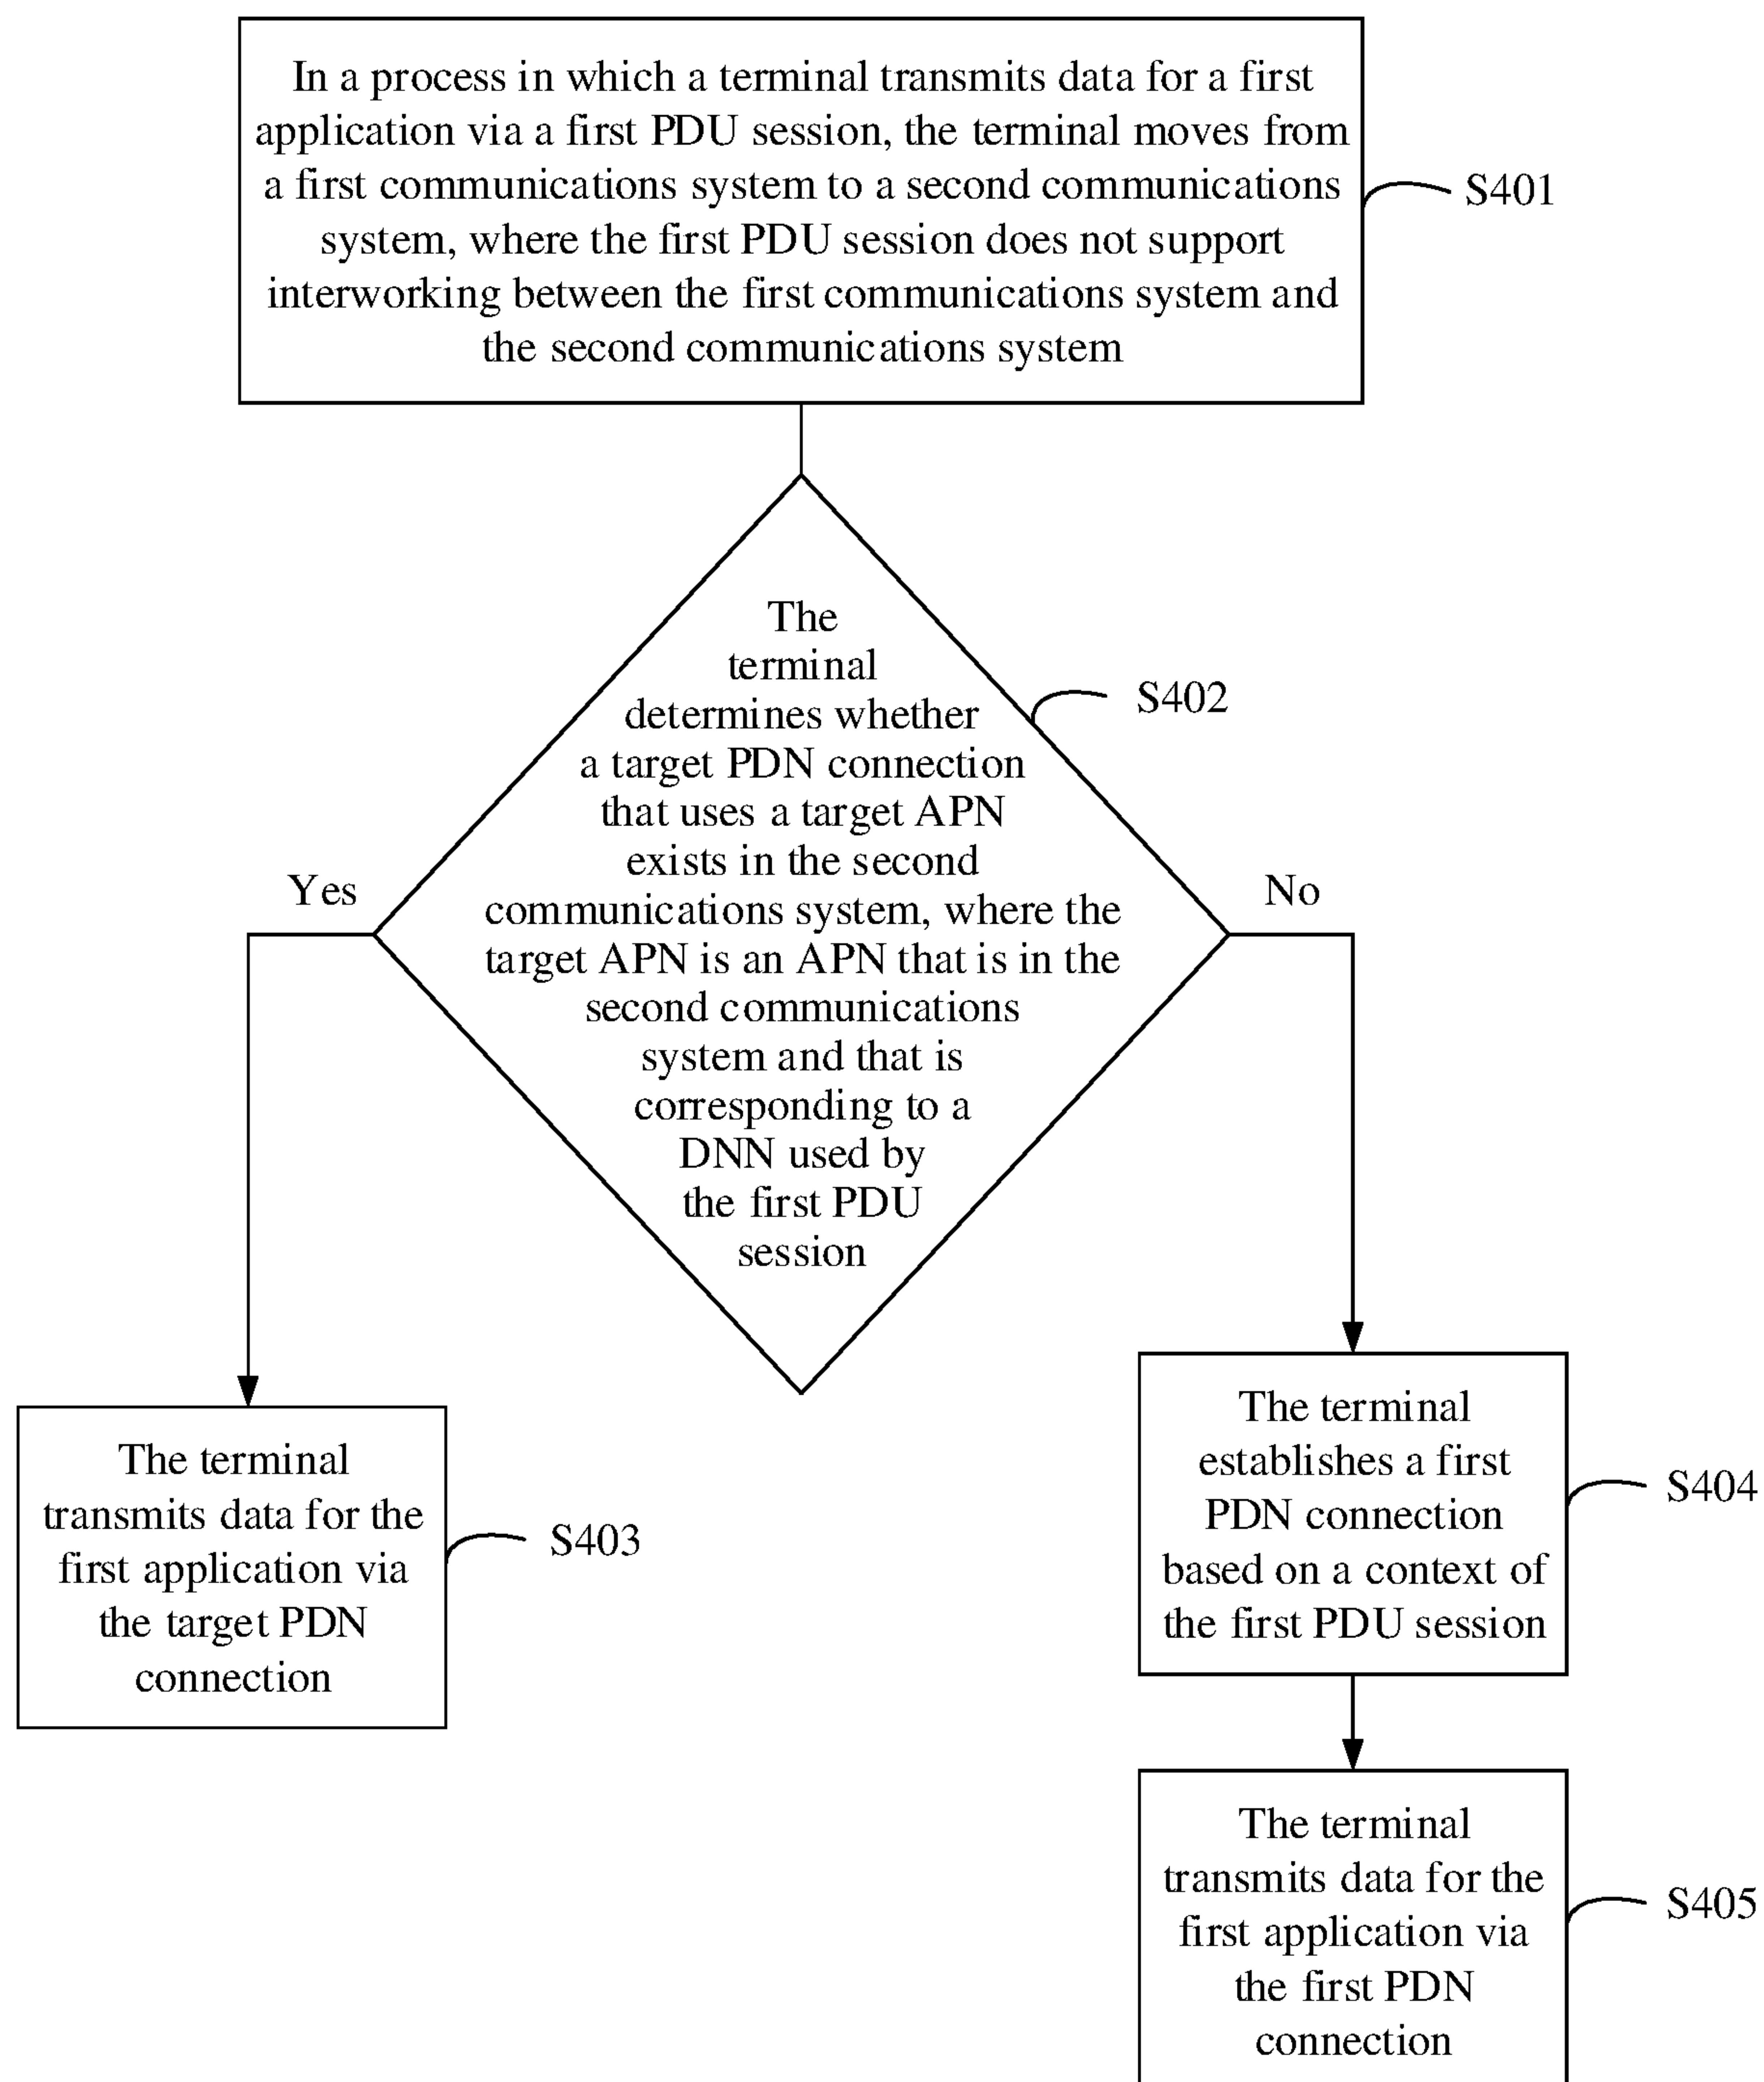 In a process in which a terminal transmits data for a first
application via a first PDU session, the terminal moves from
a first communications system to a second communications
system, where the first PDU session does not support
interworking between the first communications system and
the second communications system
S401
The
terminal
determines whether
a target PDN connection
that uses a target APN
exists in the second
communications system, where the
target APN is an APN that is in the
second communications
system and that is
corresponding to a
DNN used by
the first PDU
session
S402
Yes
No
The terminal
transmits data for the
first application via
the target PDN
connection
S403
The terminal
establishes a first
PDN connection
based on a context of
the first PDU session
S404
The terminal
transmits data for the
first application via
the first PDN
connection
S405